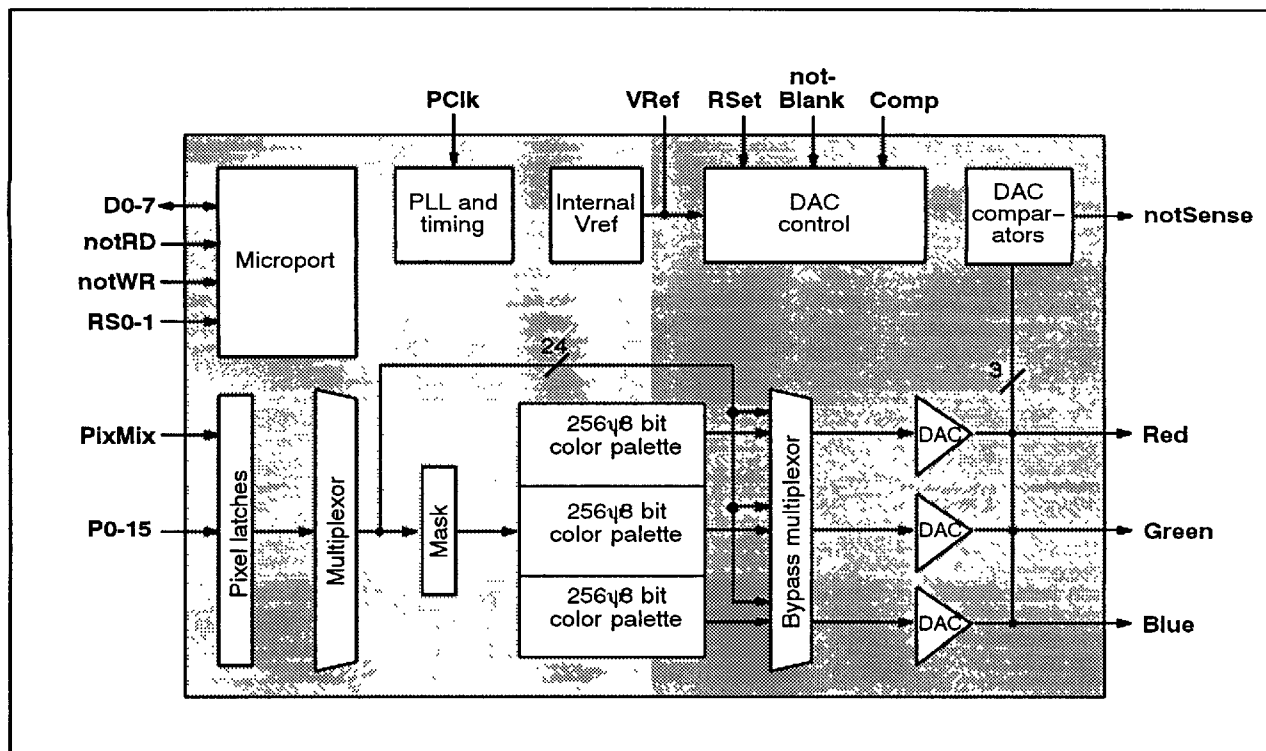 not-
PClk VRef RSet Blank Comp
D0-7
notRD
notWR
RS0-1
Microport
PLL and
timing
Internal
Vref
DAC
control
DAC
compar–
ators
notSense
24
3
PixMix
P0-15
Pixel latches
Multiplexor
Mask
256ψ8 bit
color palette
256ψ8 bit
color palette
256ψ8 bit
color palette
Bypass multiplexor
DAC
DAC
DAC
Red
Green
Blue